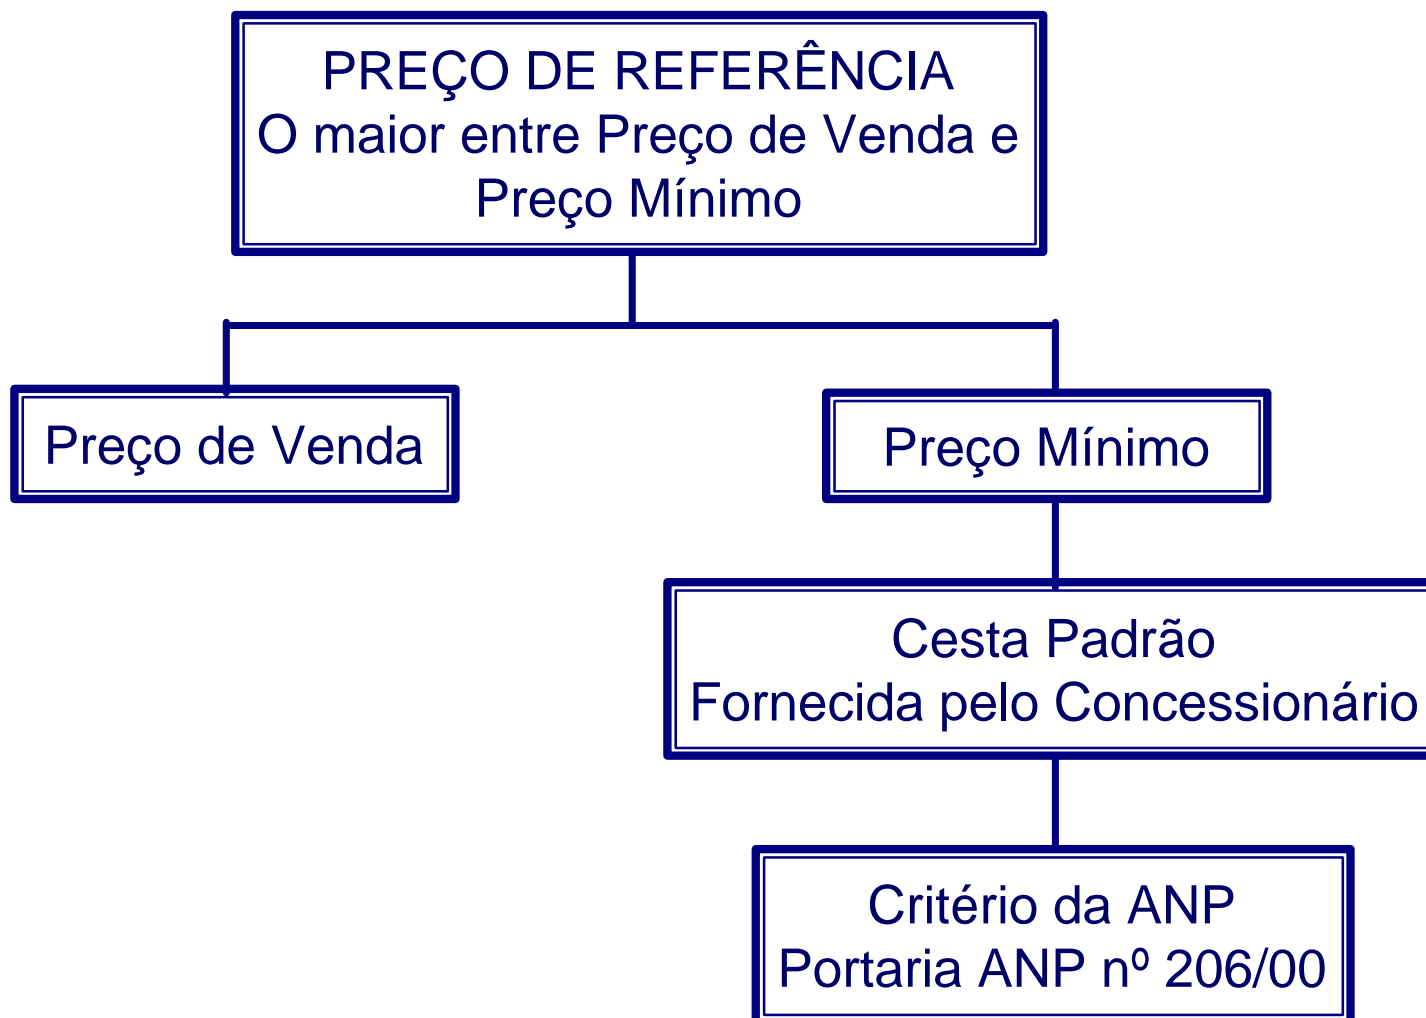 PREÇO DE REFERÊNCIA
O maior entre Preço de Venda e
Preço Mínimo
Preço de Venda
Preço Mínimo
Cesta Padrão
Fornecida pelo Concessionário
Critério da ANP
Portaria ANP nº 206/00